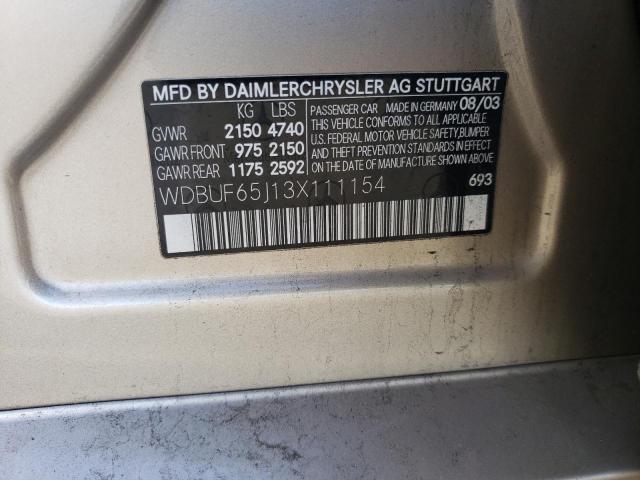 MFD BY DAIMLERCHRYSLER AG STUTTGART
KG LBS
GVWR 2150 4740
GAWR FRONT 975 2150
GAWR REAR 1175 2592
PASSENGER CAR MADE IN GERMANY 08/03
THIS VEHICLE CONFORMS TO ALL APPLICABLE
U.S. FEDERAL MOTOR VEHICLE SAFETY,BUMPER
AND THEFT PREVENTION STANDARDS IN EFFECT
ON THE DATE OF MANUFACTURE SHOWN ABOVE.
WDBUF65J13X111154 693